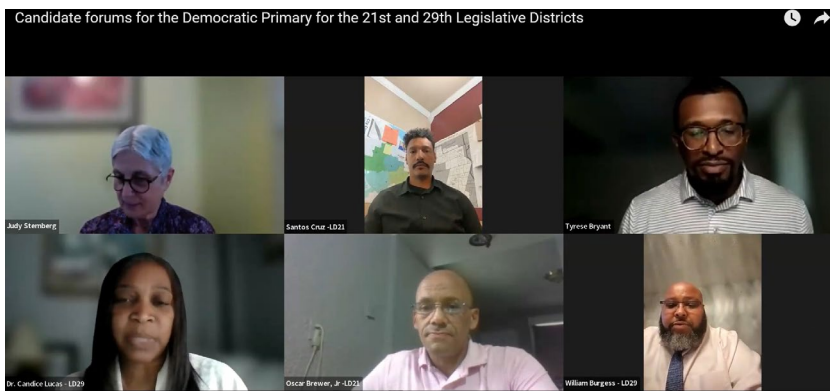 Candidate forums for the Democratic Primary for the 21st and 29th Legislative Districts
Judy Stemberg
Santos Cruz -LD21
Tyrese Bryant
Dr. Candice Lucas - LD29
Oscar Brewer, Jr -LD21
William Burgess - LD29